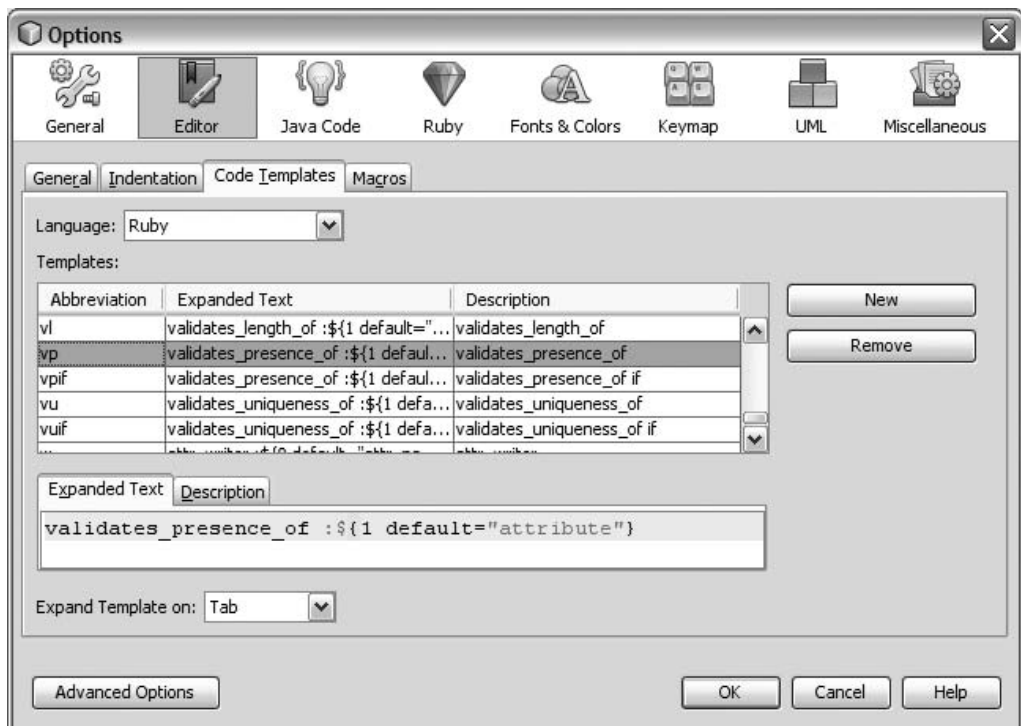 Options
General Editor Java Code Ruby Fonts & Colors Keymap UML Miscellaneous
General Indentation Code Templates Macros
Language: Ruby
Templates:
Abbreviation Expanded Text Description
vl validates_length_of :${1 default="... validates_length_of
vp validates_presence_of :${1 defaul... validates_presence_of
vpif validates_presence_of :${1 defaul... validates_presence_of if
vu validates_uniqueness_of :${1 defa... validates_uniqueness_of
vuif validates_uniqueness_of :${1 defa... validates_uniqueness_of if
New
Remove
Expanded Text Description
validates_presence_of :${1 default="attribute"}
Expand Template on: Tab
Advanced Options OK Cancel Help